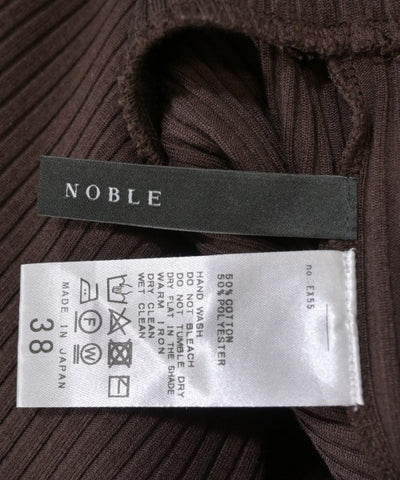 NOBLE
no. EX55
50% COTTON
50% POLYESTER
HAND WASH
DO NOT BLEACH
DO NOT TUMBLE DRY
DRY FLAT IN THE SHADE
WARM IRON
DRY CLEAN
WET CLEAN
F W
MADE IN JAPAN
38